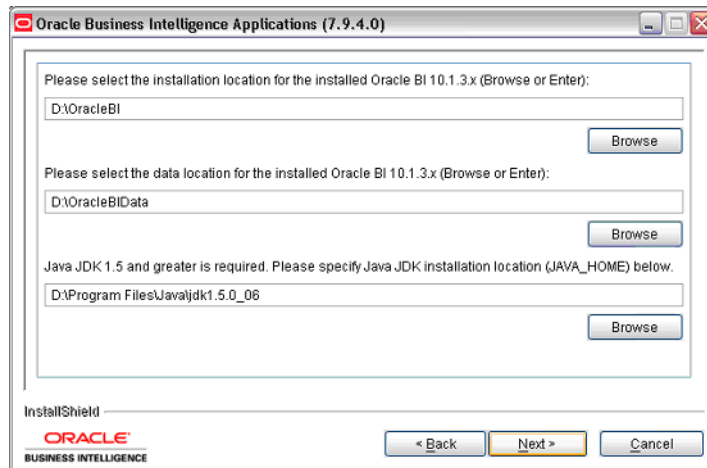 Oracle Business Intelligence Applications (7.9.4.0)
Please select the installation location for the installed Oracle BI 10.1.3.x (Browse or Enter):
D:\OracleBI
Browse
Please select the data location for the installed Oracle BI 10.1.3.x (Browse or Enter):
D:\OracleBIData
Browse
Java JDK 1.5 and greater is required. Please specify Java JDK installation location (JAVA_HOME) below.
D:\Program Files\Java\jdk1.5.0_06
Browse
InstallShield
ORACLE
BUSINESS INTELLIGENCE
< Back Next > Cancel